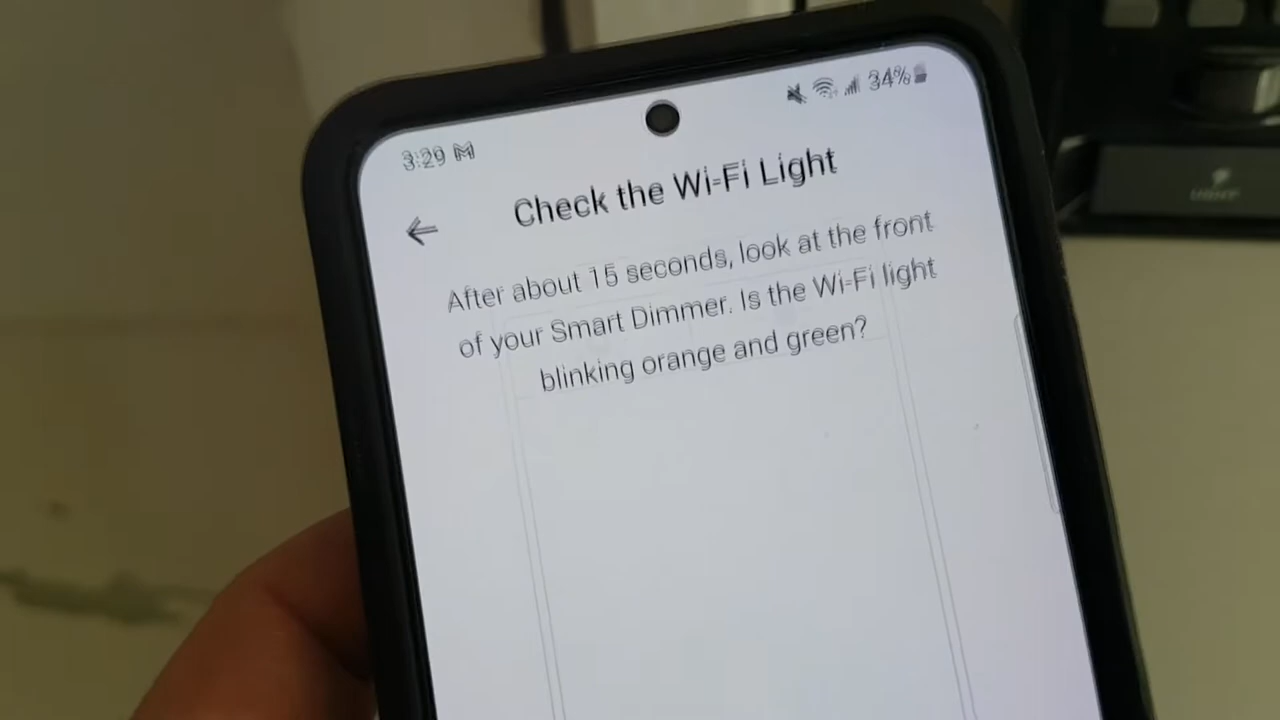 3:29 M
34%
Check the Wi-Fi Light
After about 15 seconds, look at the front
of your Smart Dimmer. Is the Wi-Fi light
blinking orange and green?